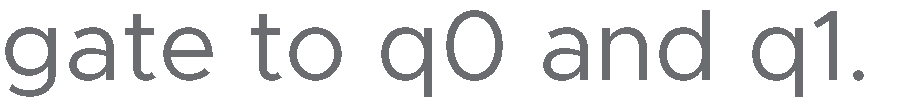 gate to q0 and q1.